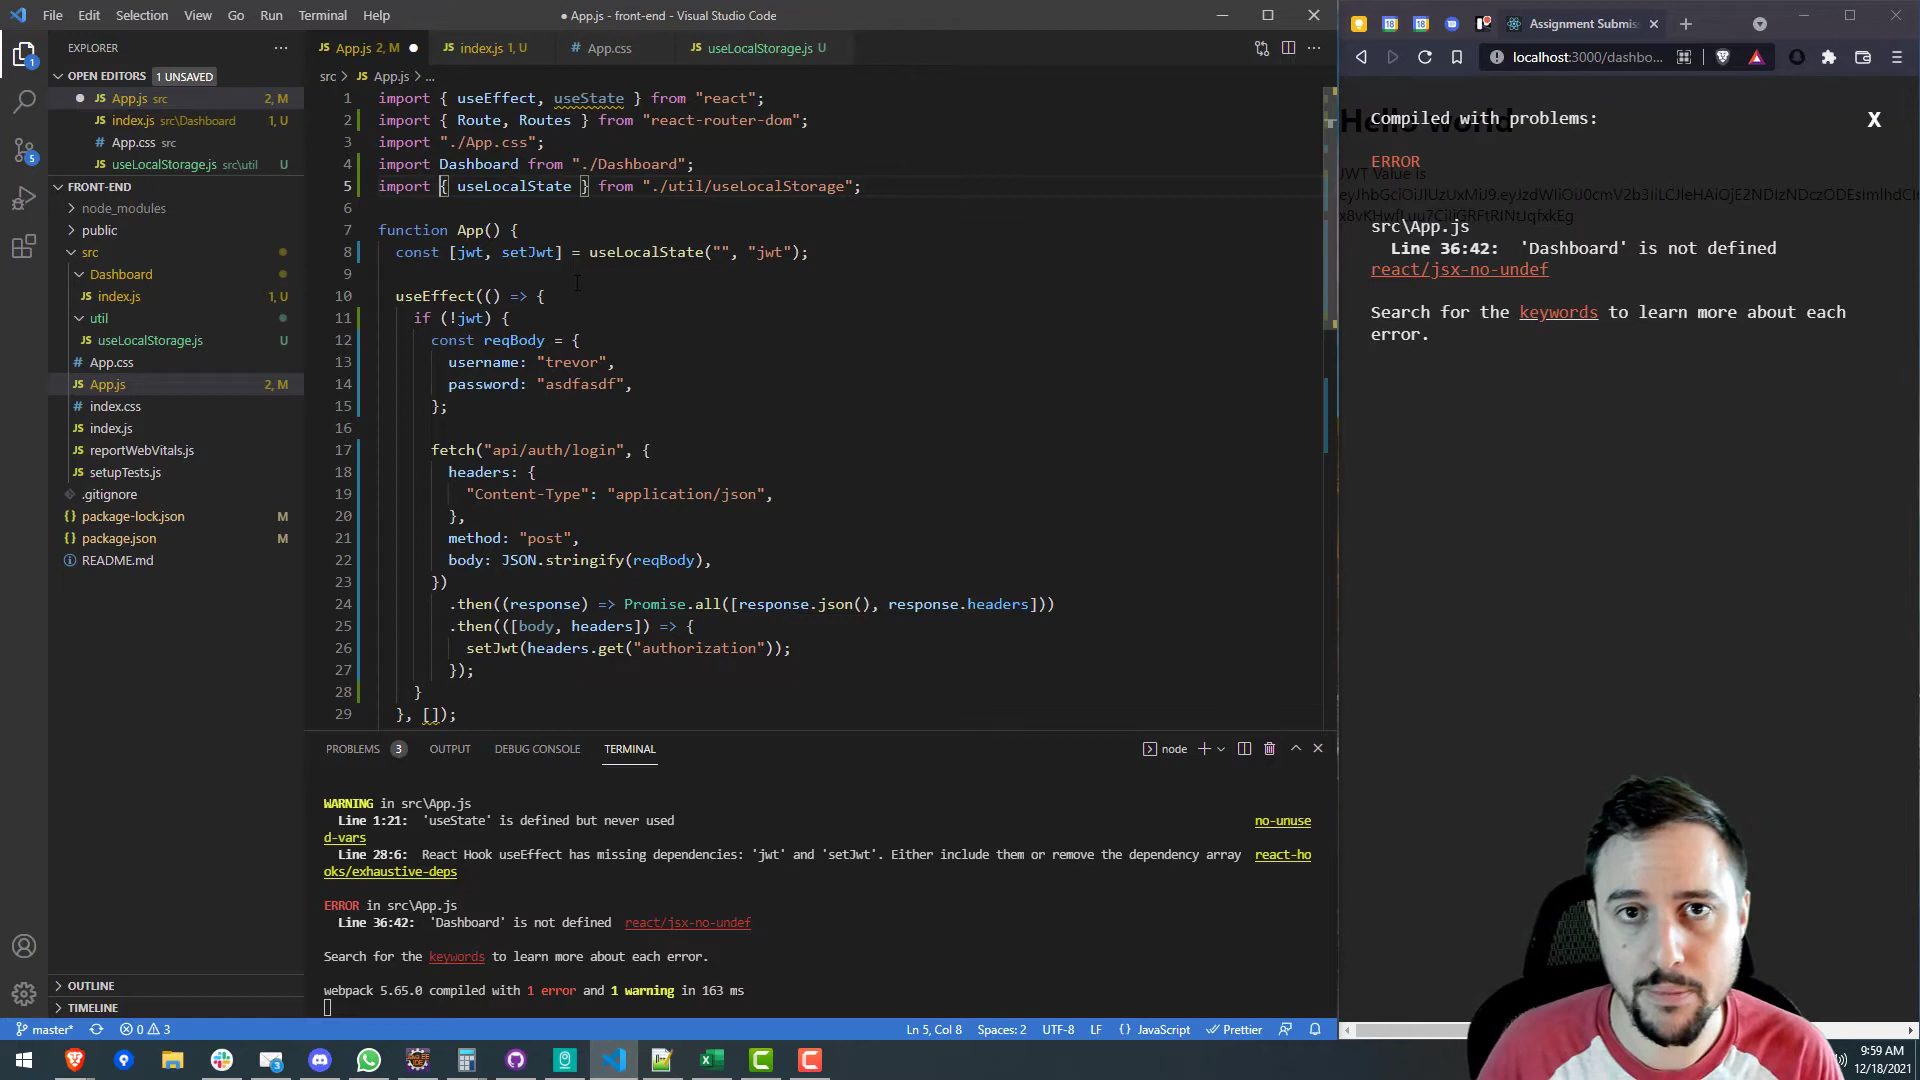 File Edit Selection View Go Run Terminal Help
● App.js - front-end - Visual Studio Code
EXPLORER
OPEN EDITORS 1 UNSAVED
App.js src 2, M
index.js src\Dashboard 1, U
App.css src
useLocalStorage.js src\util U
FRONT-END
node_modules
public
src
Dashboard
index.js 1, U
util
useLocalStorage.js U
App.css
App.js 2, M
index.css
index.js
reportWebVitals.js
setupTests.js
.gitignore
package-lock.json M
package.json M
README.md
OUTLINE
TIMELINE
App.js 2, M
index.js 1, U
App.css
useLocalStorage.js U
src > App.js > ...
1 import { useEffect, useState } from "react";
2 import { Route, Routes } from "react-router-dom";
3 import "./App.css";
4 import Dashboard from "./Dashboard";
5 import { useLocalState } from "./util/useLocalStorage";
6
7 function App() {
8 const [jwt, setJwt] = useLocalState("", "jwt");
9
10 useEffect(() => {
11 if (!jwt) {
12 const reqBody = {
13 username: "trevor",
14 password: "asdfasdf",
15 };
16
17 fetch("api/auth/login", {
18 headers: {
19 "Content-Type": "application/json",
20 },
21 method: "post",
22 body: JSON.stringify(reqBody),
23 })
24 .then((response) => Promise.all([response.json(), response.headers]))
25 .then(([body, headers]) => {
26 setJwt(headers.get("authorization"));
27 });
28 }
29 }, []);
PROBLEMS 3 OUTPUT DEBUG CONSOLE TERMINAL
node
WARNING in src\App.js
Line 1:21: 'useState' is defined but never used no-unuse
d-vars
Line 28:6: React Hook useEffect has missing dependencies: 'jwt' and 'setJwt'. Either include them or remove the dependency array react-ho
oks/exhaustive-deps
ERROR in src\App.js
Line 36:42: 'Dashboard' is not defined react/jsx-no-undef
Search for the keywords to learn more about each error.
webpack 5.65.0 compiled with 1 error and 1 warning in 163 ms
master* 0 3
Ln 5, Col 8 Spaces: 2 UTF-8 LF {} JavaScript Prettier
Assignment Submis
localhost:3000/dashbo...
Hello world
Compiled with problems:
X
ERROR
JWT Value is
src\App.js
Line 36:42: 'Dashboard' is not defined
react/jsx-no-undef
Search for the keywords to learn more about each
error.
9:59 AM
12/18/2021